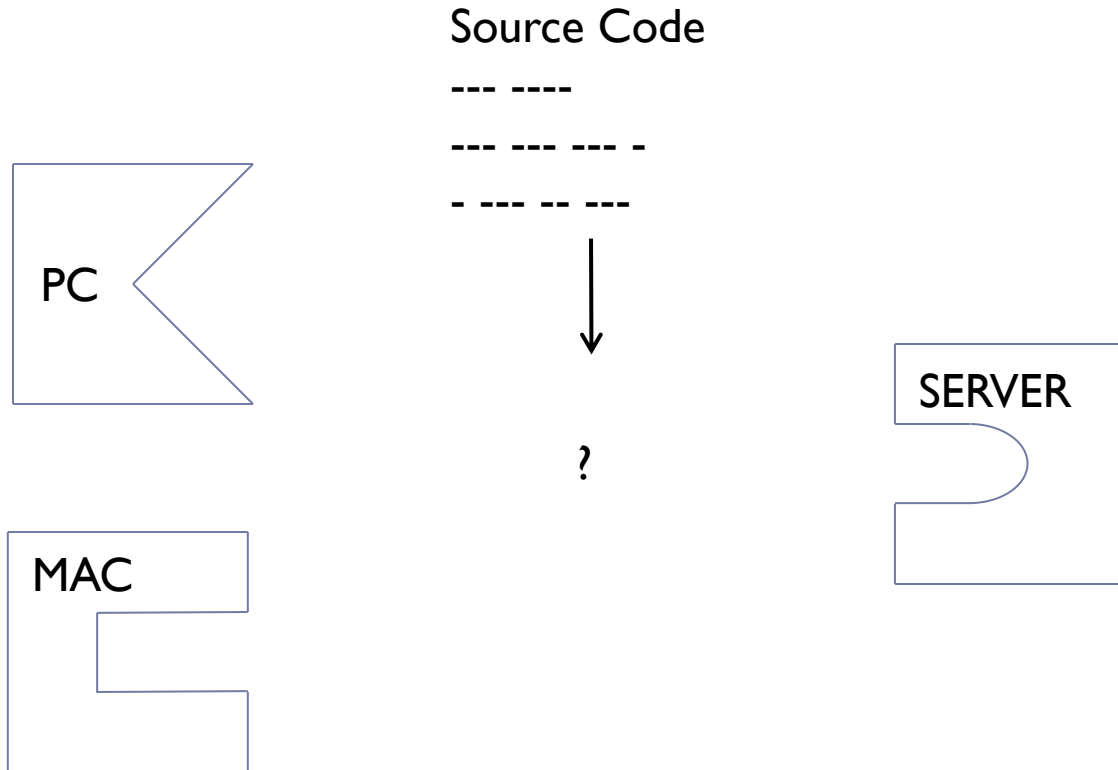 Source Code
--- ----
--- --- --- -
- --- -- ---
PC
SERVER
?
MAC